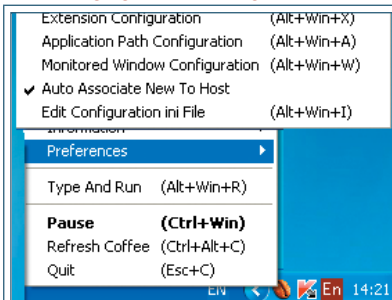 Extension Configuration (Alt+Win+X)
Application Path Configuration (Alt+Win+A)
Monitored Window Configuration (Alt+Win+W)
Auto Associate New To Host
Edit Configuration ini File (Alt+Win+I)
Information
Preferences
Type And Run (Alt+Win+R)
Pause (Ctrl+Win)
Refresh Coffee (Ctrl+Alt+C)
Quit (Esc+C)
EN En 14:21